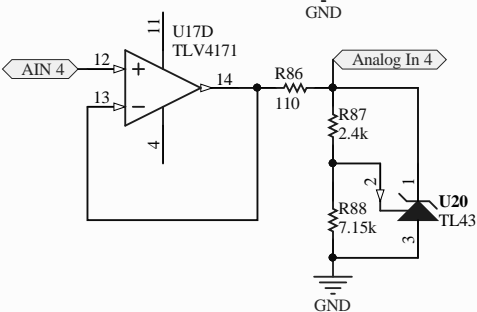 GND
11
U17D
TLV4171
AIN 4
12
+
13
−
14
4
R86
110
Analog In 4
R87
2.4k
2
1
R88
7.15k
U20
TL43
3
GND